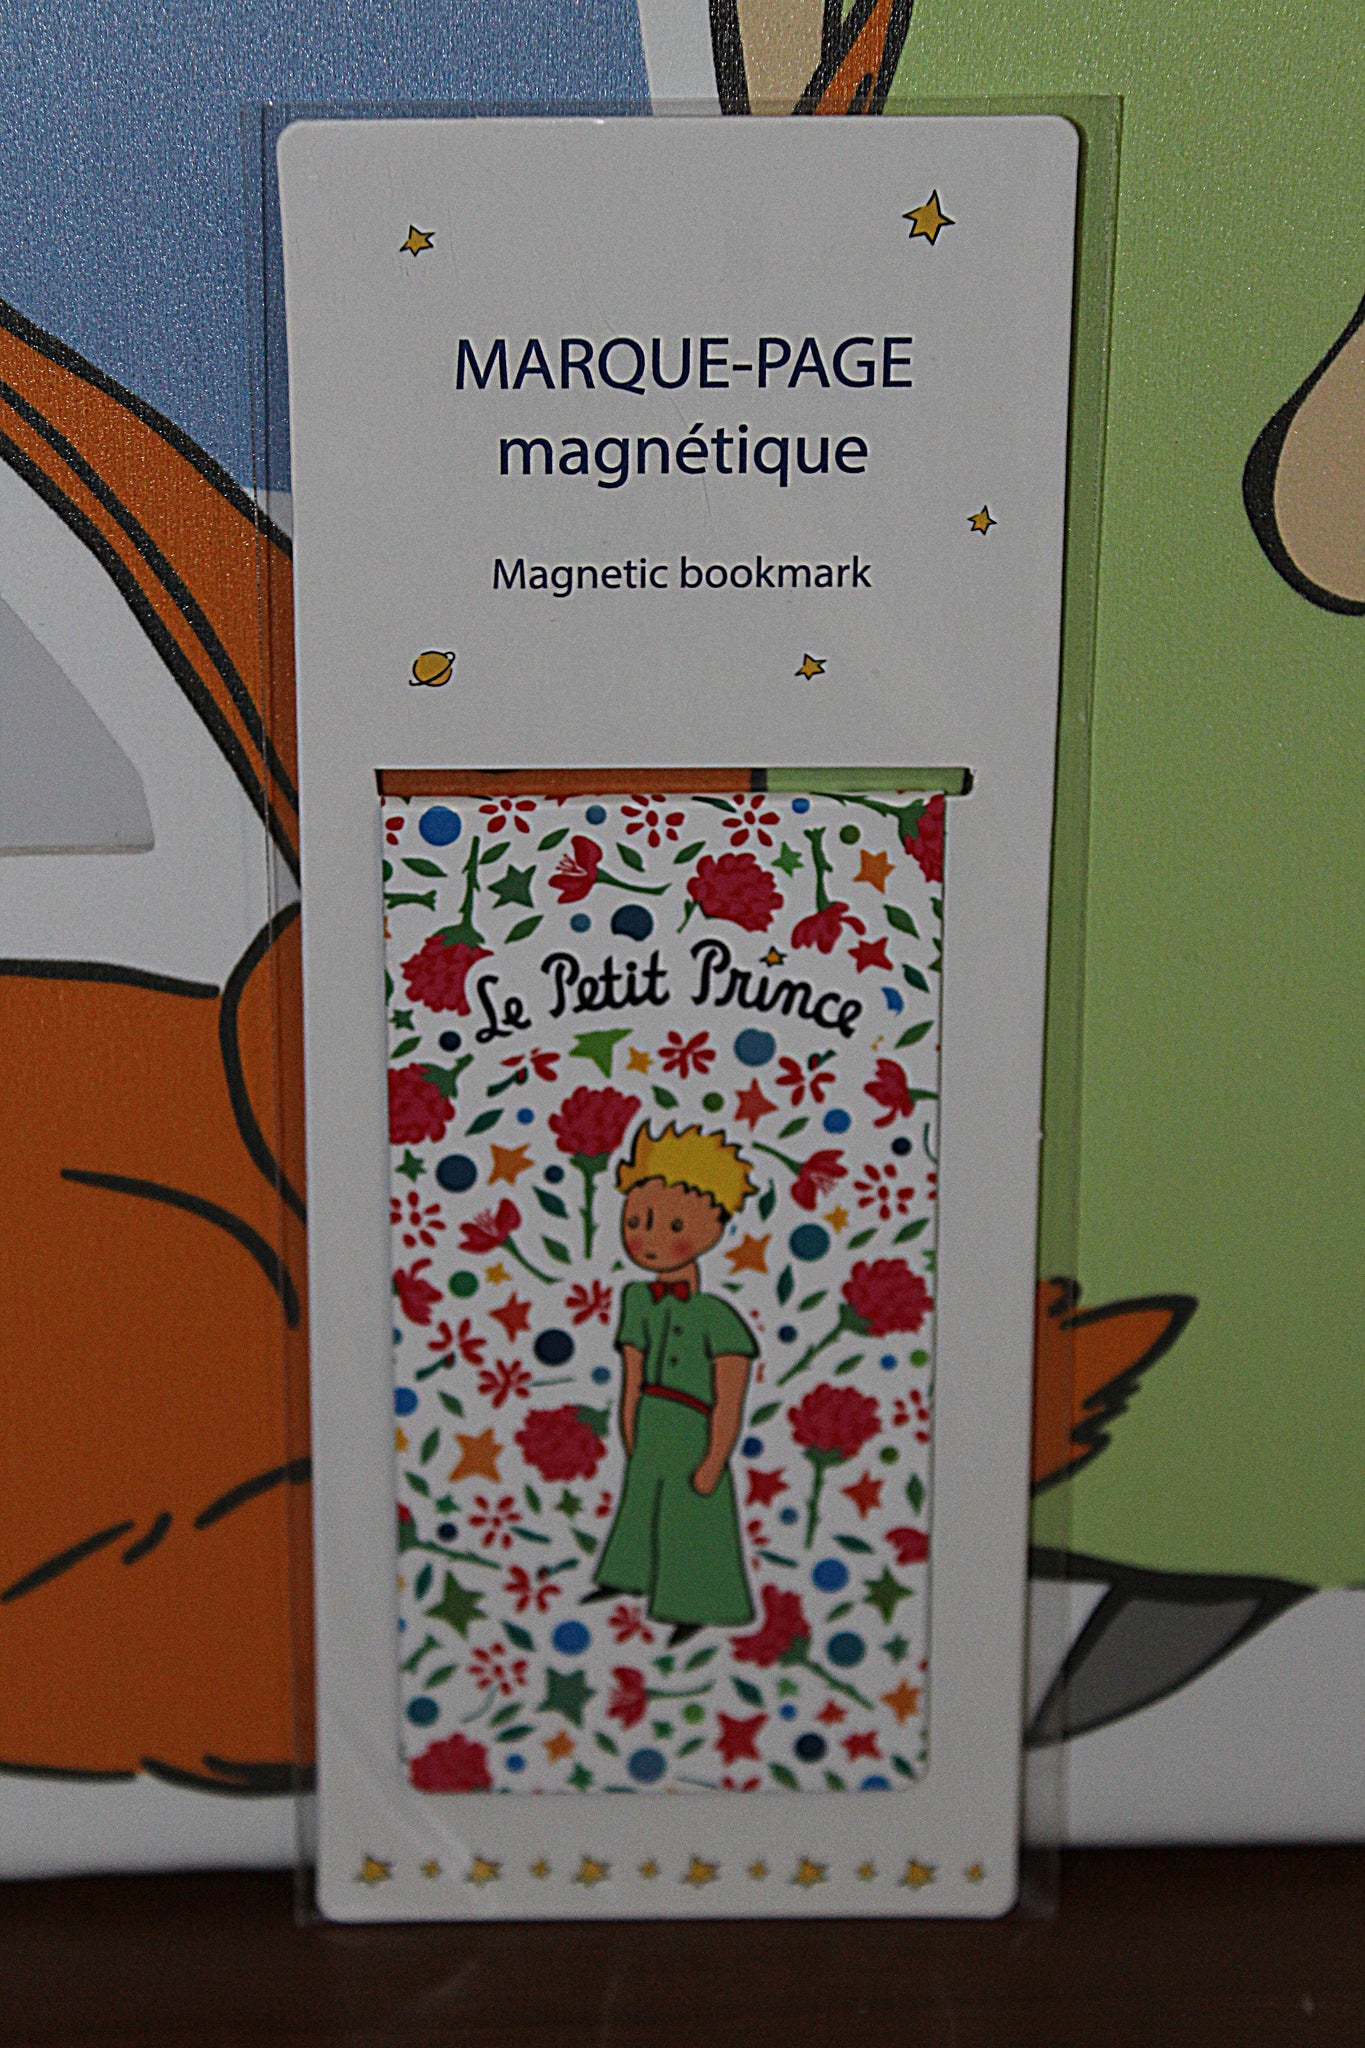 MARQUE-PAGE
magnétique
Magnetic bookmark
Le Petit Prince